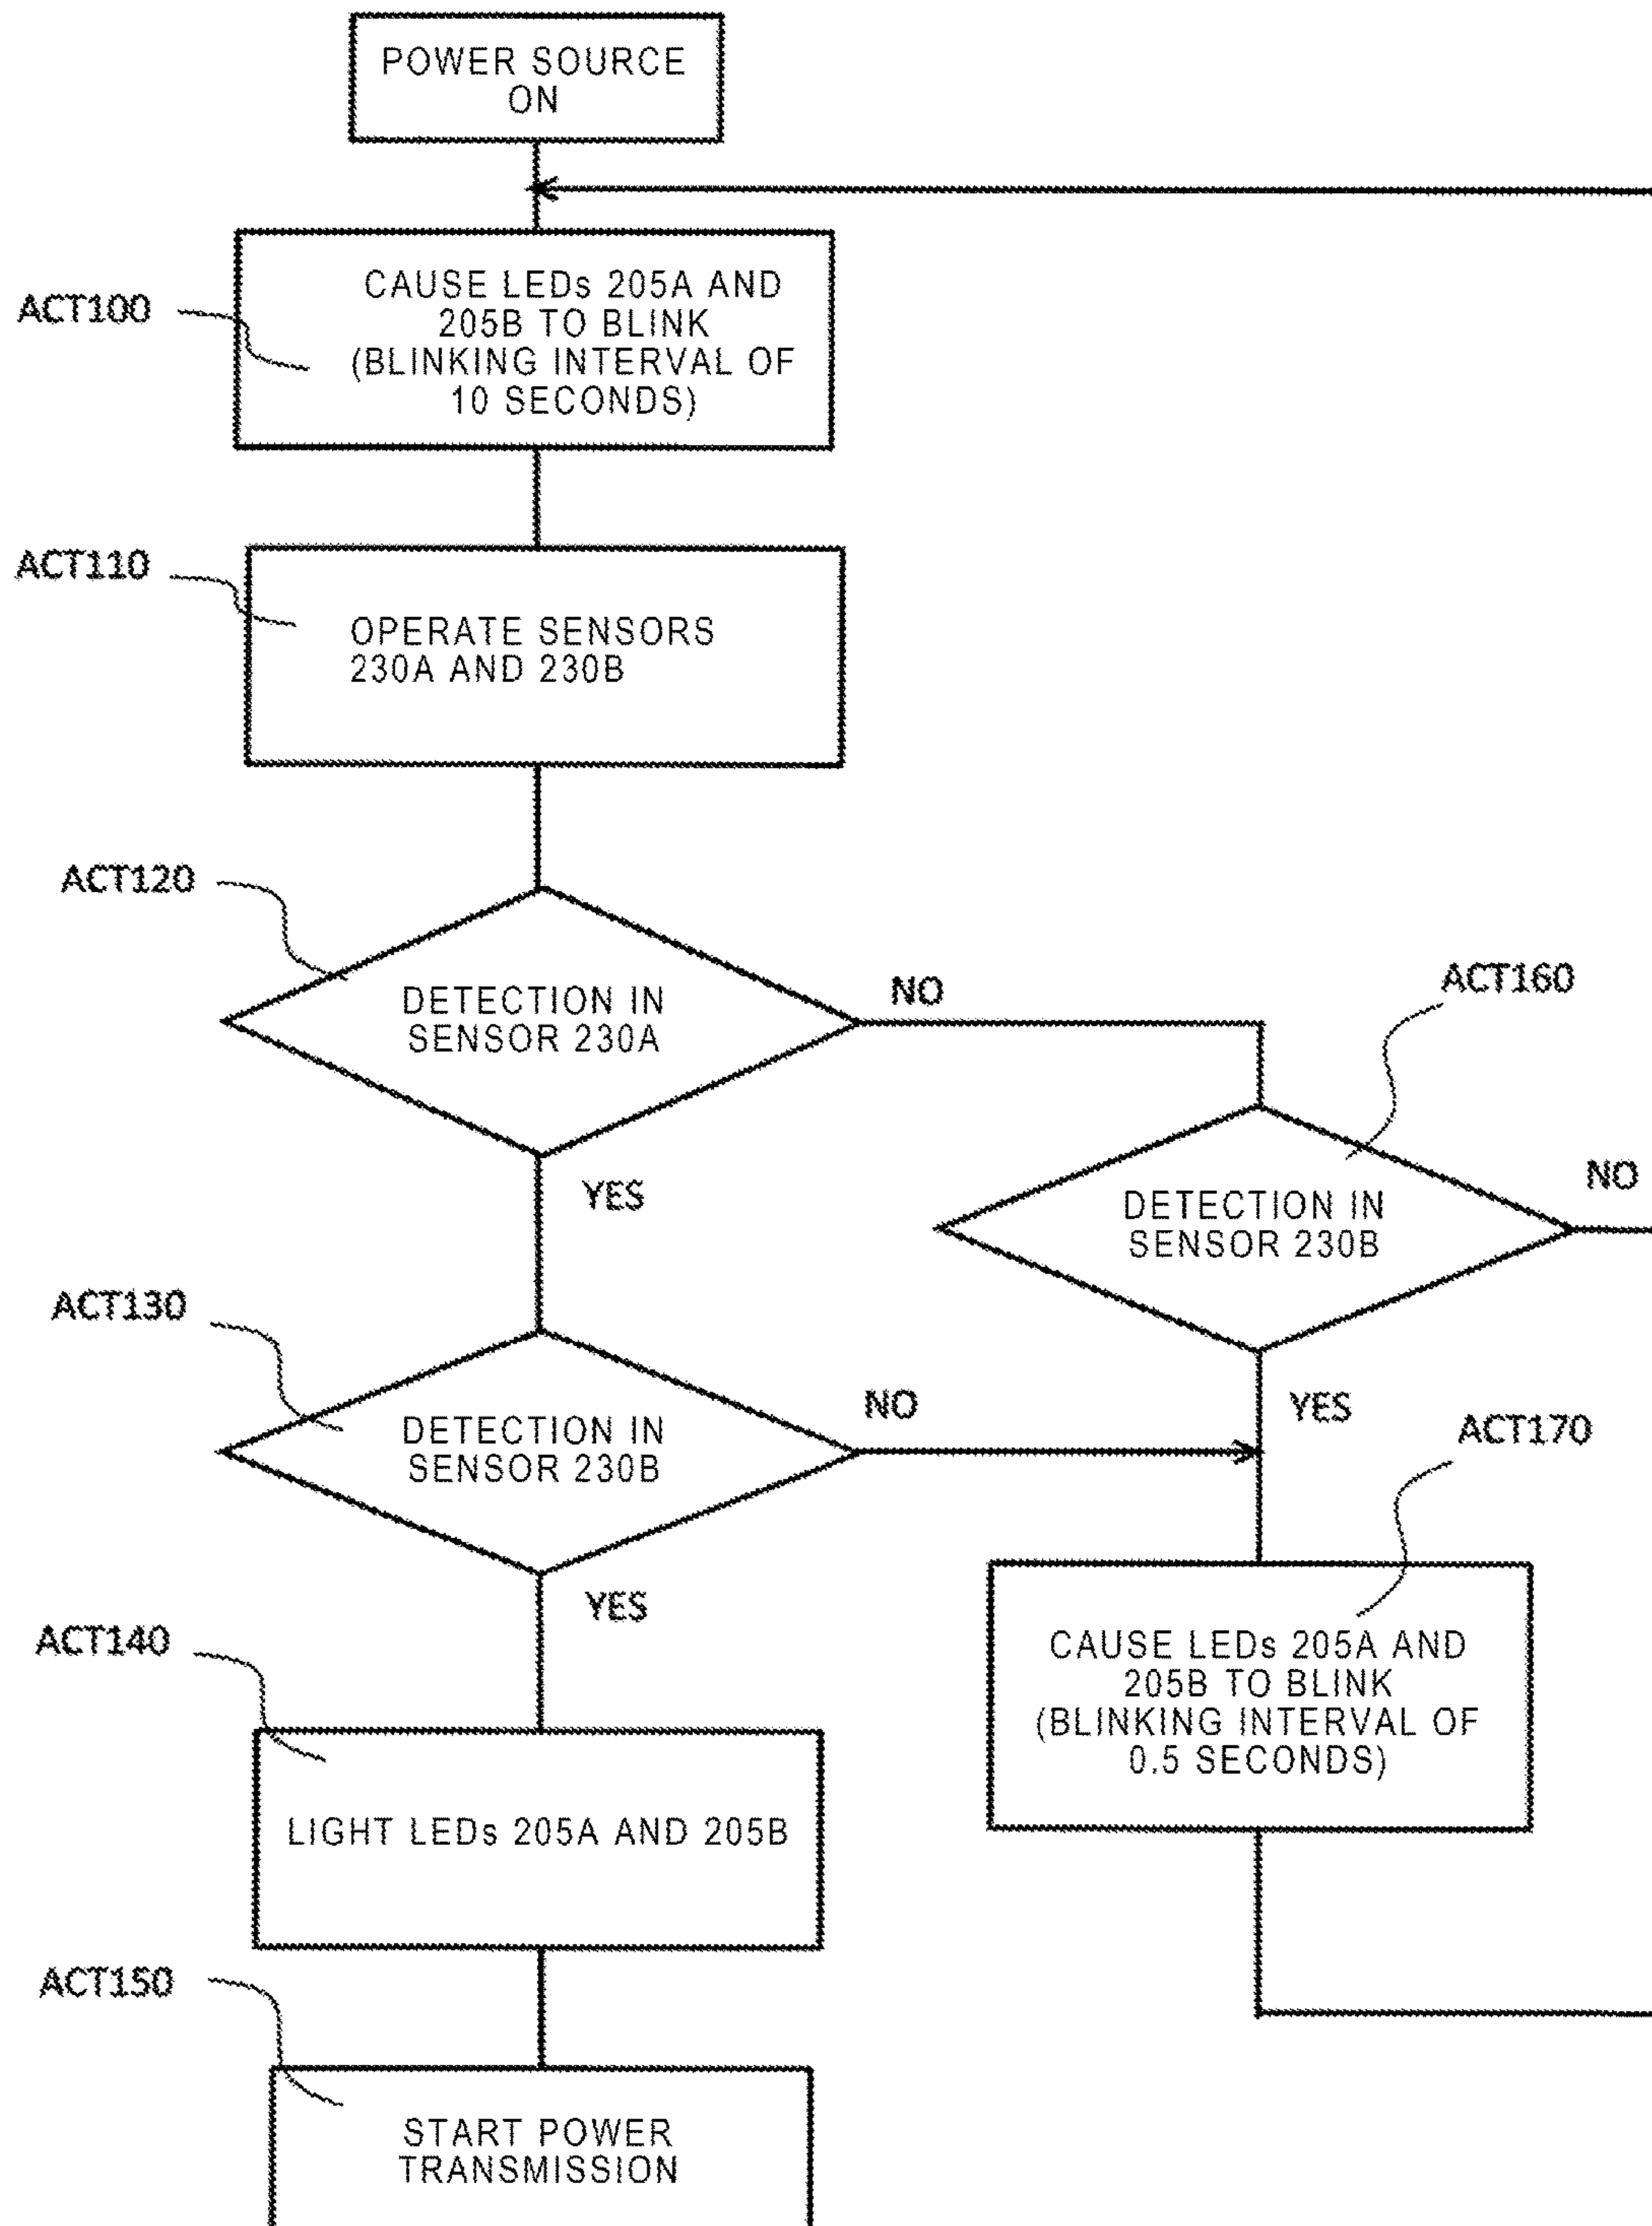 POWER SOURCE
ON
ACT100
CAUSE LEDs 205A AND
205B TO BLINK
(BLINKING INTERVAL OF
10 SECONDS)
ACT110
OPERATE SENSORS
230A AND 230B
ACT120
DETECTION IN
SENSOR 230A
NO
YES
ACT160
DETECTION IN
SENSOR 230B
NO
YES
ACT130
DETECTION IN
SENSOR 230B
NO
YES
ACT170
CAUSE LEDs 205A AND
205B TO BLINK
(BLINKING INTERVAL OF
0.5 SECONDS)
ACT140
LIGHT LEDs 205A AND 205B
ACT150
START POWER
TRANSMISSION